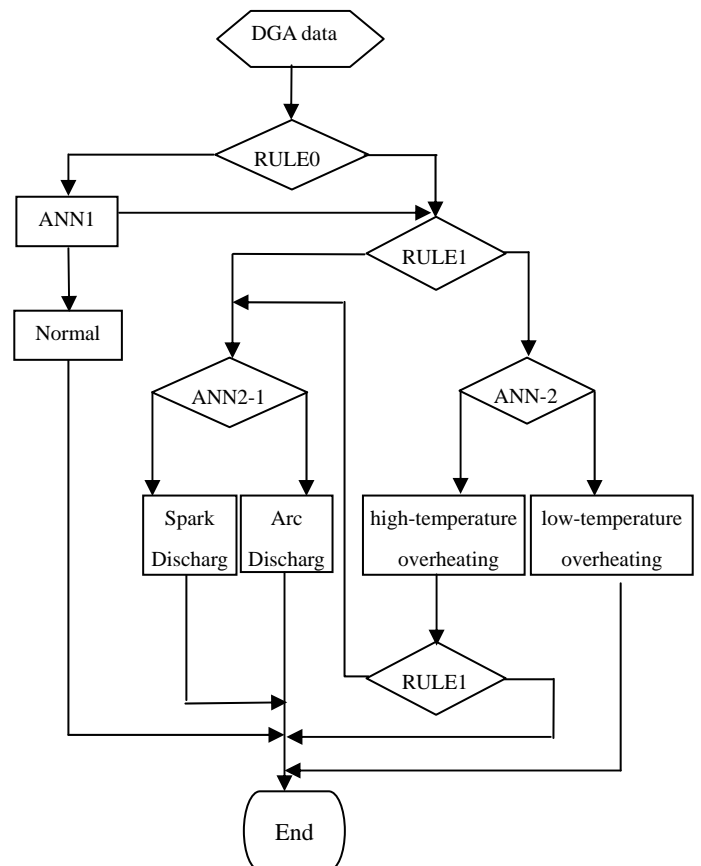 DGA data
RULE0
ANN1
RULE1
Normal
ANN2-1
ANN-2
Spark
Discharg
Arc
Discharg
high-temperature
overheating
low-temperature
overheating
RULE1
End